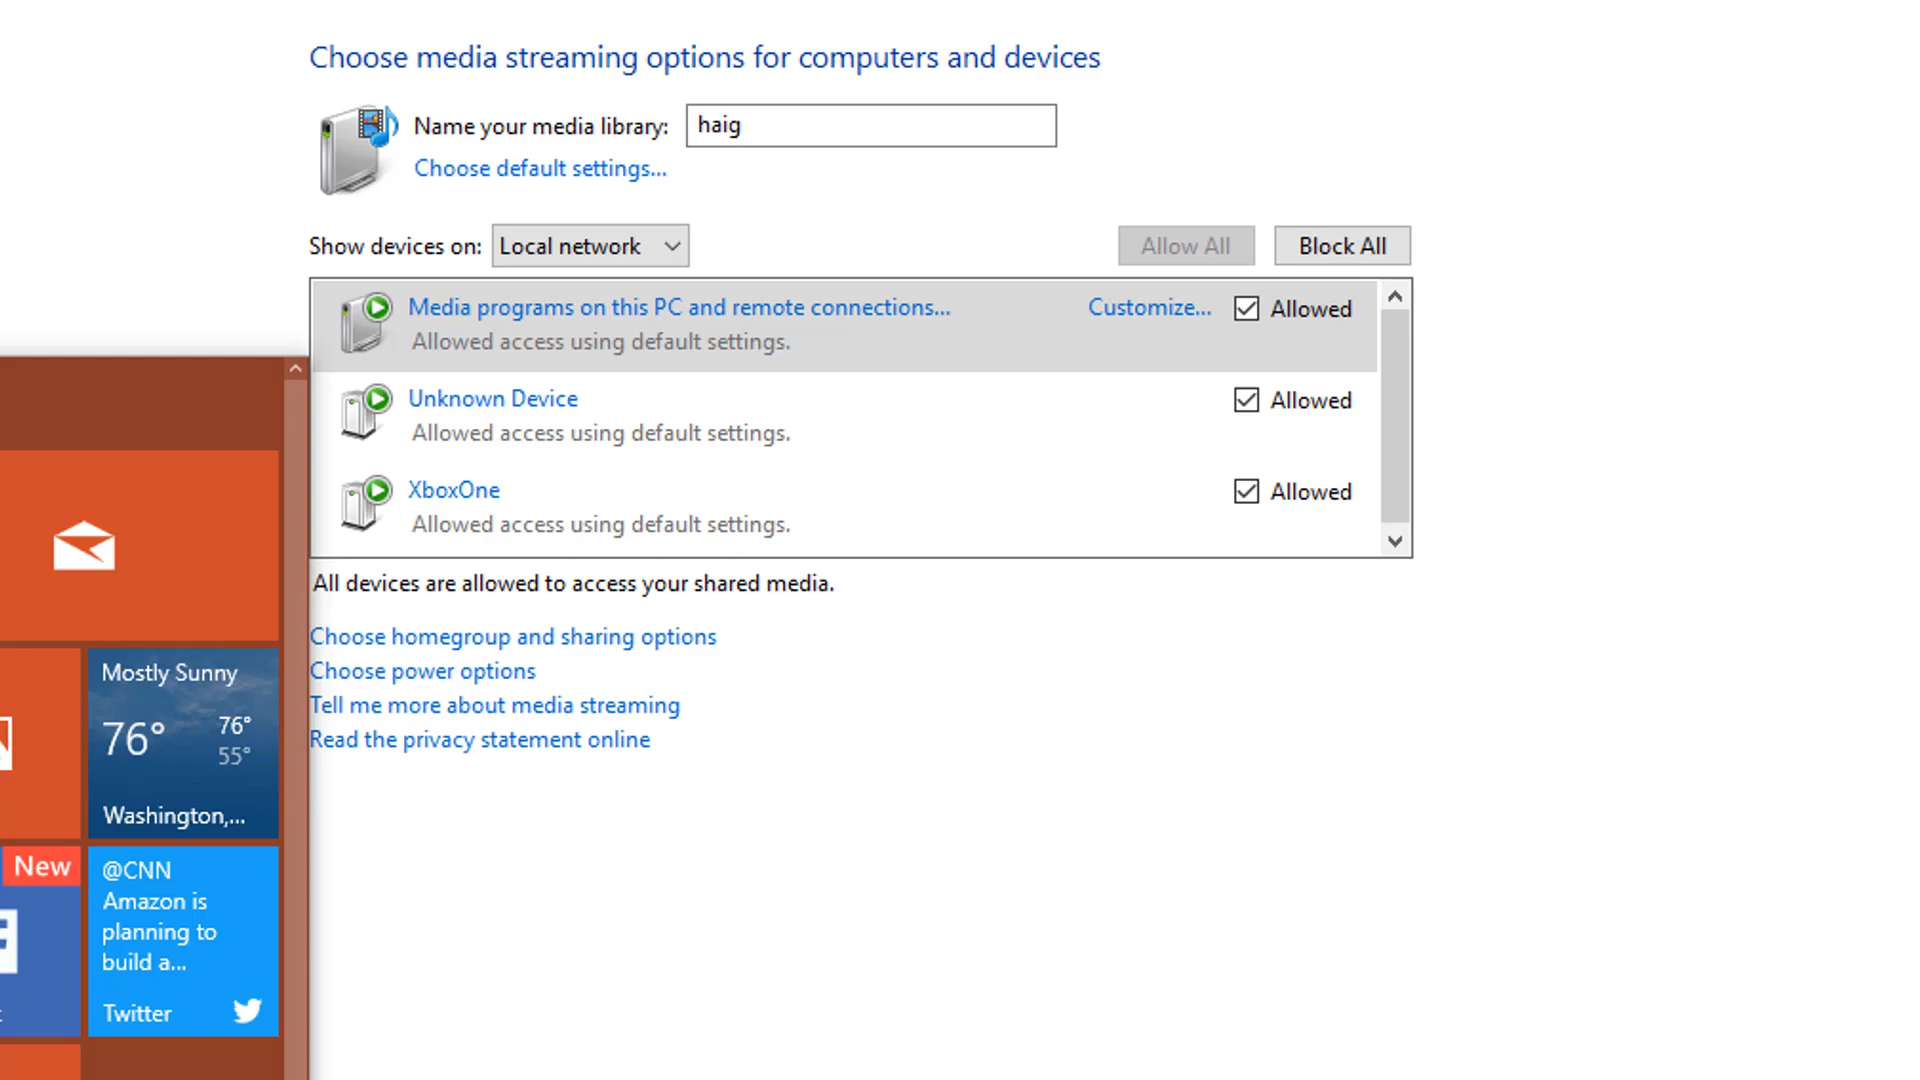 Choose media streaming options for computers and devices
Name your media library: haig
Choose default settings...
Show devices on: Local network Allow All Block All
Media programs on this PC and remote connections... Customize... Allowed
Allowed access using default settings.
Unknown Device Allowed
Allowed access using default settings.
XboxOne Allowed
Allowed access using default settings.
All devices are allowed to access your shared media.
Choose homegroup and sharing options
Choose power options
Tell me more about media streaming
Read the privacy statement online
Mostly Sunny
76° 76°
55°
Washington,...
New
@CNN
Amazon is
planning to
build a...
Twitter